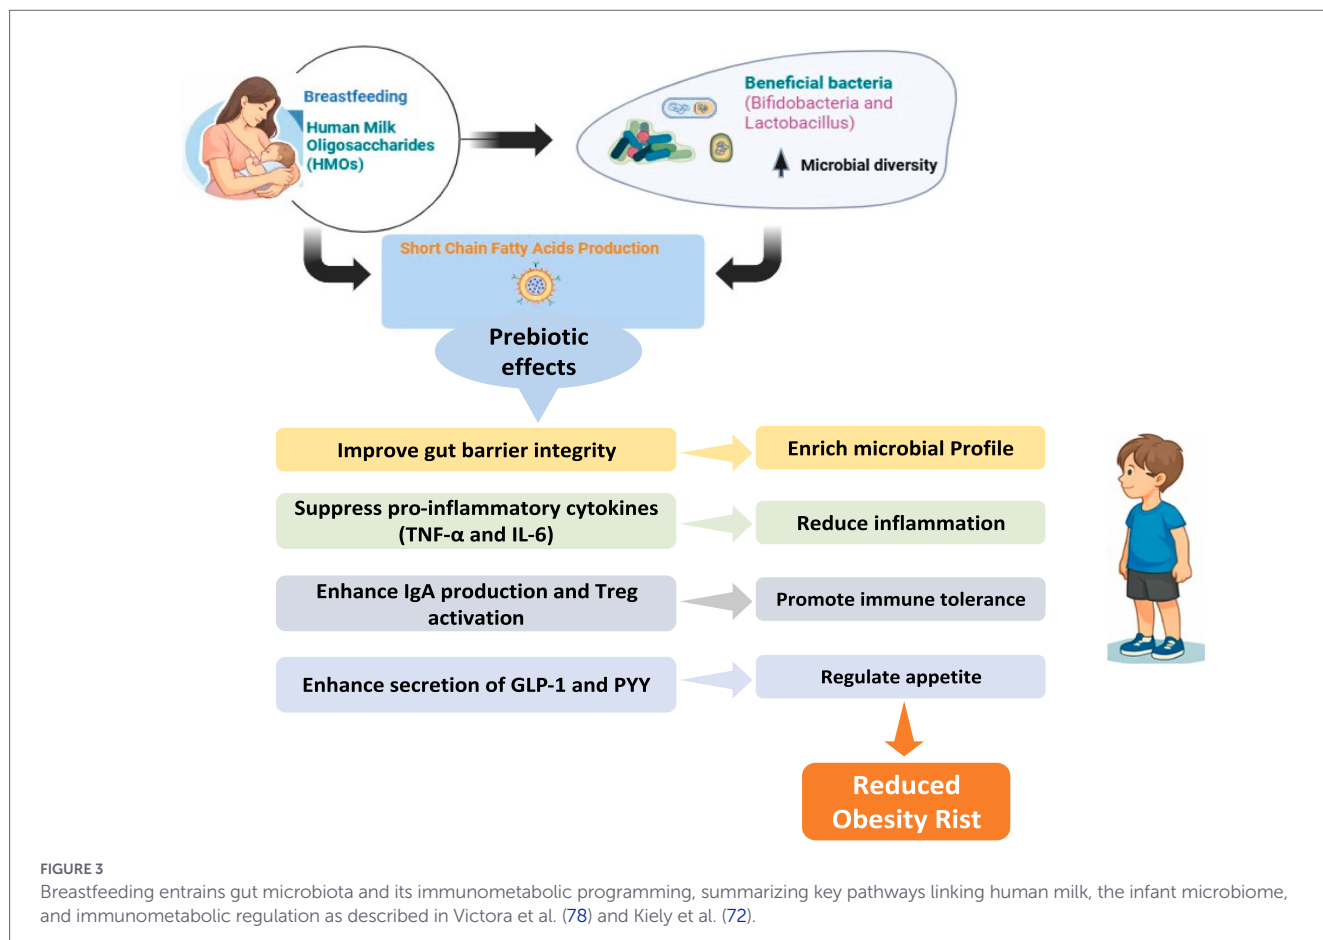 Breastfeeding
Human Milk
Oligosaccharides
(HMOs)
Beneficial bacteria
(Bifidobacteria and
Lactobacillus)
Microbial diversity
Short Chain Fatty Acids Production
Prebiotic
effects
Improve gut barrier integrity
Enrich microbial Profile
Suppress pro-inflammatory cytokines
(TNF-α and IL-6)
Reduce inflammation
Enhance IgA production and Treg
activation
Promote immune tolerance
Enhance secretion of GLP-1 and PYY
Regulate appetite
Reduced
Obesity Rist
FIGURE 3
Breastfeeding entrains gut microbiota and its immunometabolic programming, summarizing key pathways linking human milk, the infant microbiome,
and immunometabolic regulation as described in Victora et al. (78) and Kiely et al. (72).